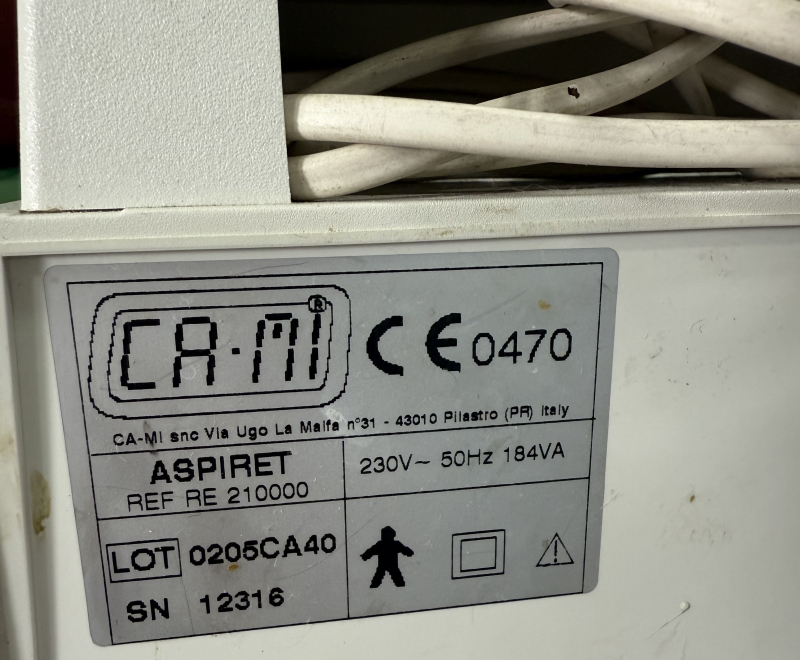 CA-MI®
CE 0470
CA-MI snc Via Ugo La Malfa n°31 - 43010 Pilastro (PR) Italy
ASPIRET
REF RE 210000
230V~ 50Hz 184VA
LOT 0205CA40
SN 12316